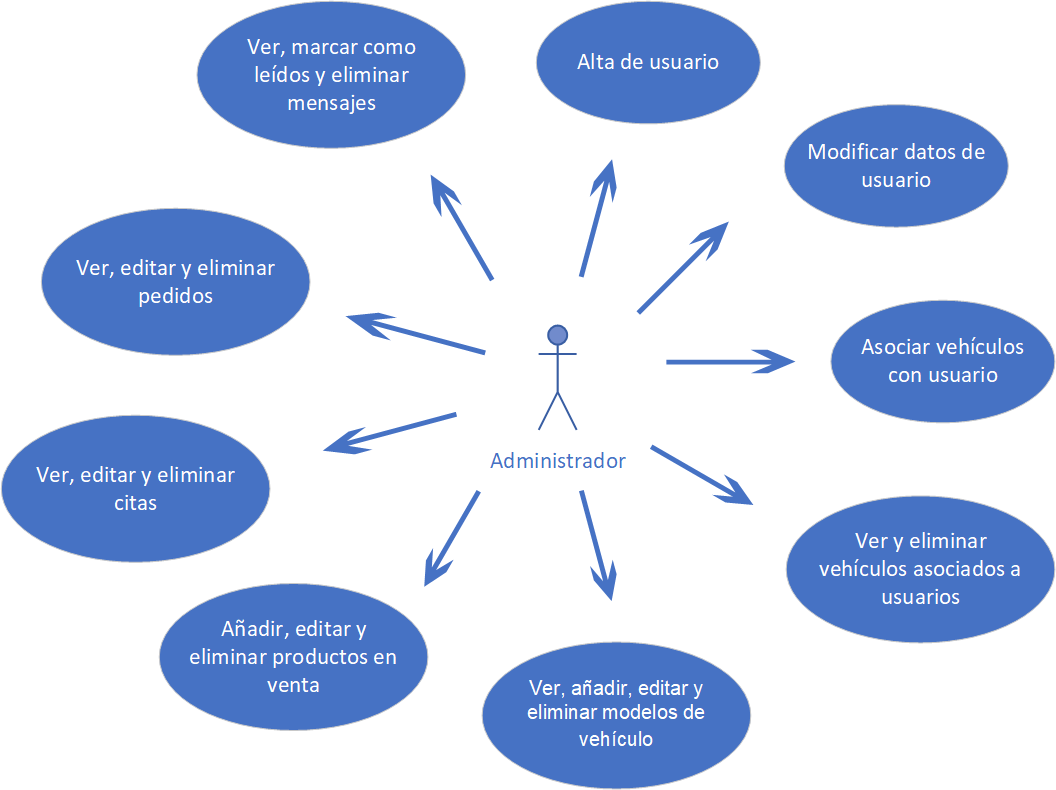 Ver, marcar como
leídos y eliminar
mensajes
Alta de usuario
Modificar datos de
usuario
Ver, editar y eliminar
pedidos
Asociar vehículos
con usuario
Administrador
Ver, editar y eliminar
citas
Ver y eliminar
vehículos asociados a
usuarios
Añadir, editar y
eliminar productos en
venta
Ver, añadir, editar y
eliminar modelos de
vehículo